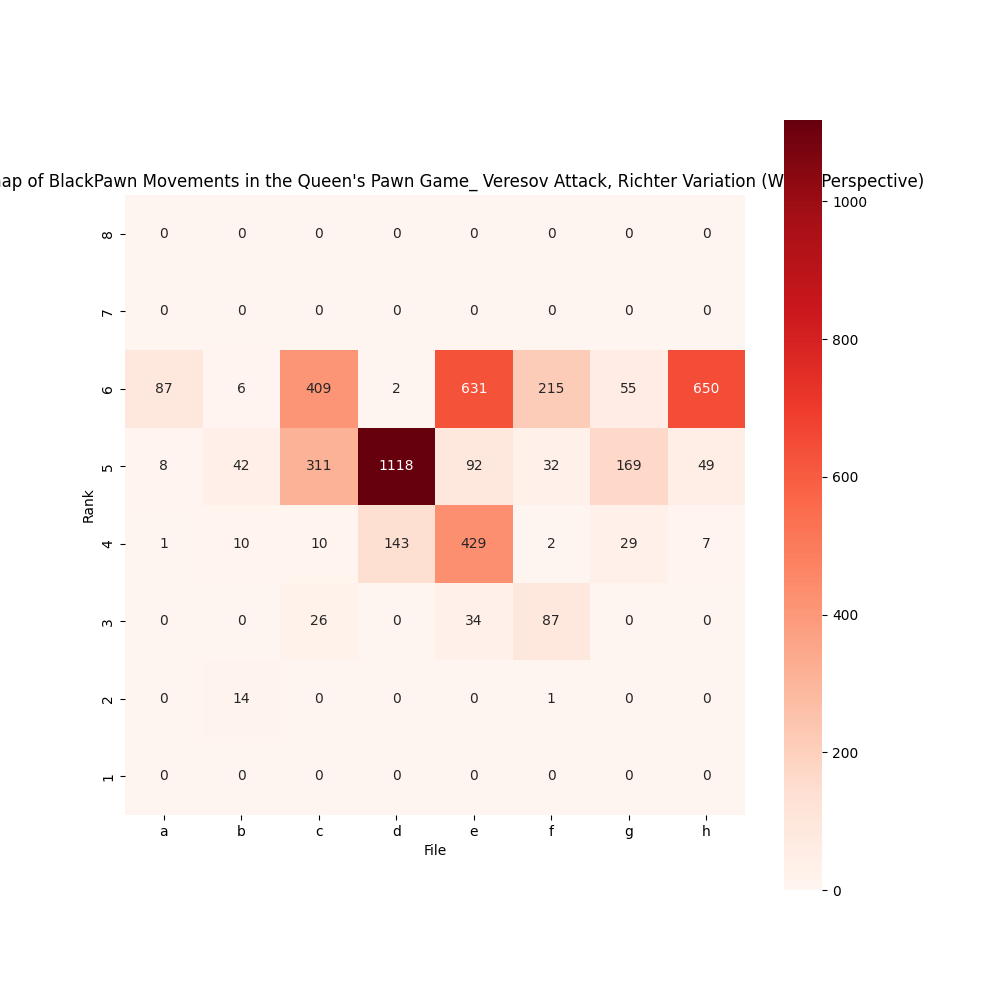 ap of BlackPawn Movements in the Queen's Pawn Game_ Veresov Attack, Richter Variation (W Perspective)
8 0 0 0 0 0 0 0 0
7 0 0 0 0 0 0 0 0
6 87 6 409 2 631 215 55 650
5 8 42 311 1118 92 32 169 49
4 1 10 10 143 429 2 29 7
3 0 0 26 0 34 87 0 0
2 0 14 0 0 0 1 0 0
1 0 0 0 0 0 0 0 0
a b c d e f g h
File
Rank
1000
800
600
400
200
0